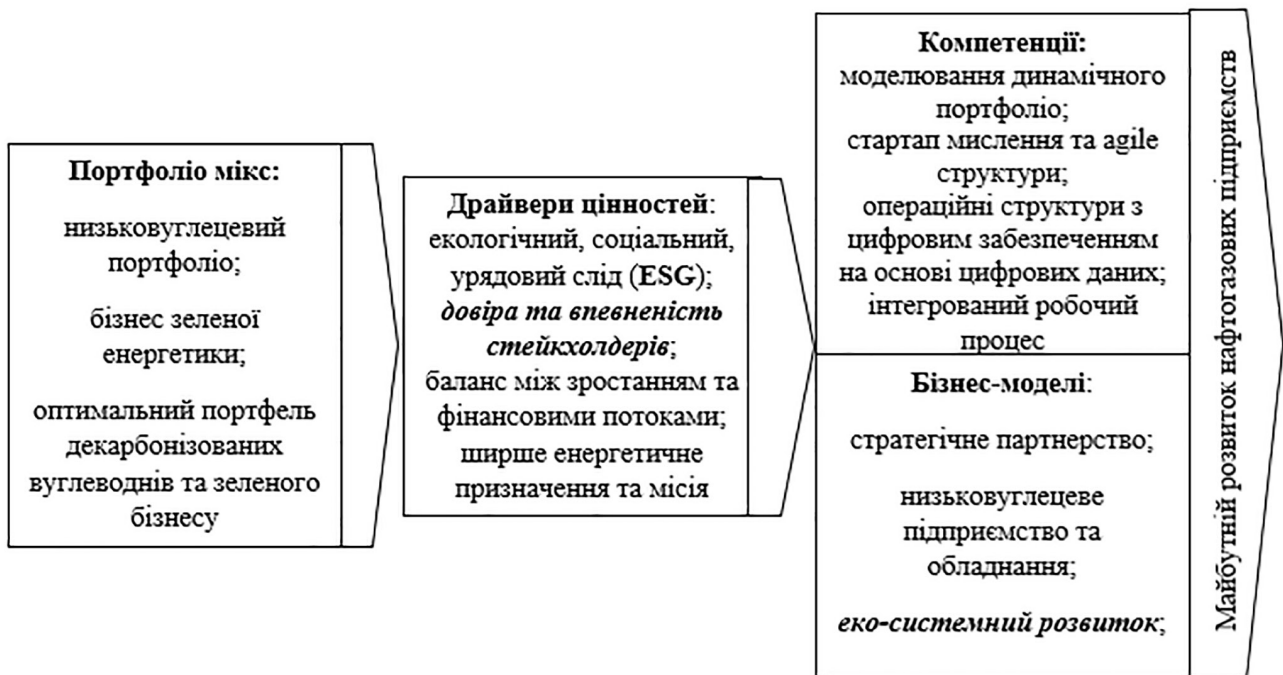 Портфоліо мікс:
низьковуглецевий
портфоліо;
бізнес зеленої
енергетики;
оптимальний портфель
декарбонізованих
вуглеводнів та зеленого
бізнесу
Драйвери цінностей:
екологічний, соціальний,
урядовий слід (ESG);
довіра та впевненість
стейкхолдерів;
баланс між зростанням та
фінансовими потоками;
ширше енергетичне
призначення та місія
Компетенції:
моделювання динамічного
портфоліо;
стартап мислення та agile
структури;
операційні структури з
цифровим забезпеченням
на основі цифрових даних;
інтегрований робочий
процес
Бізнес-моделі:
стратегічне партнерство;
низьковуглецеве
підприємство та
обладнання;
еко-системний розвиток;
Майбутній розвиток нафтогазових підприємств